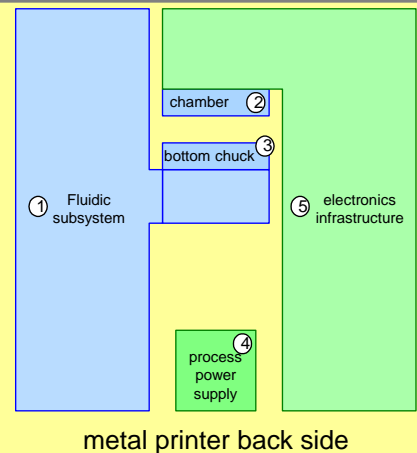 chamber 2
3
bottom chuck
1 Fluidic
subsystem
5 electronics
infrastructure
4
process
power
supply
metal printer back side